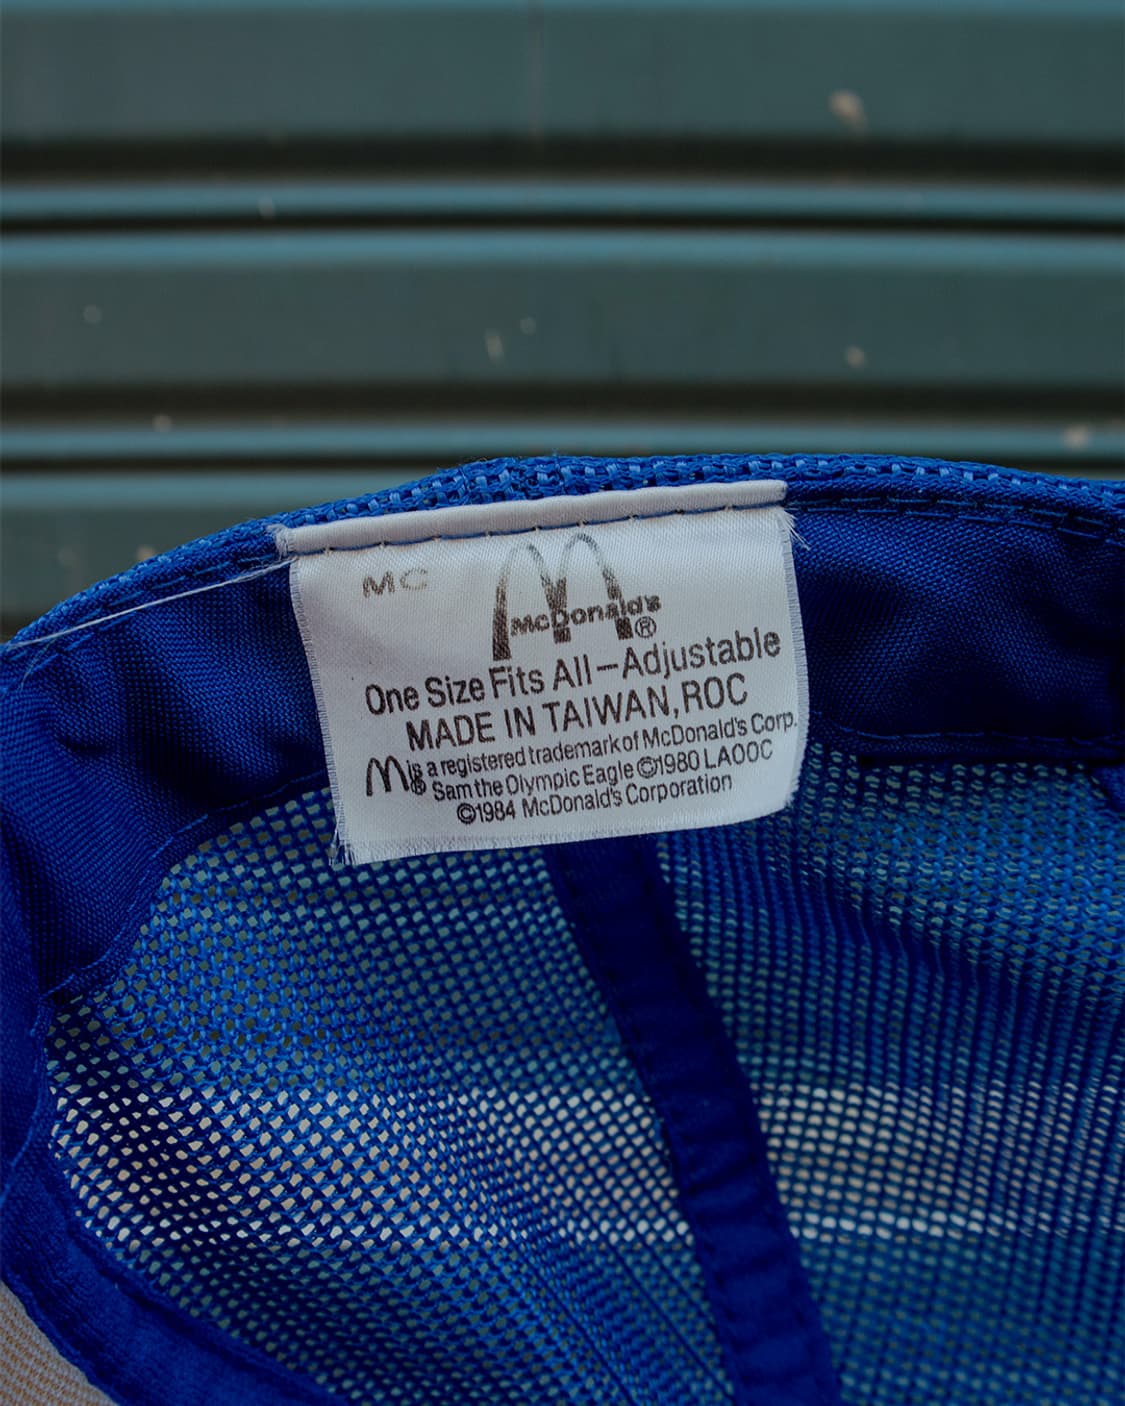 MC
McDonald's
®
One Size Fits All – Adjustable
MADE IN TAIWAN, ROC
M® is a registered trademark of McDonald's Corp.
Sam the Olympic Eagle ©1980 LAOOC
©1984 McDonald's Corporation